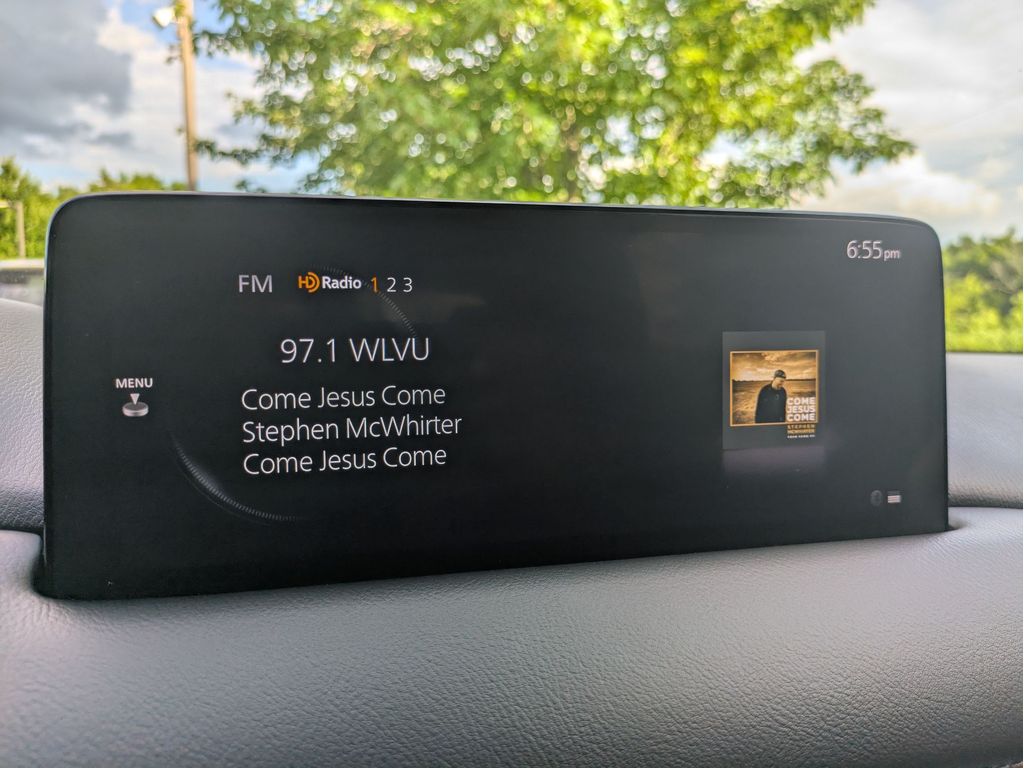 6:55pm
FM HD Radio 1 2 3
97.1 WLVU
MENU
Come Jesus Come
Stephen McWhirter
Come Jesus Come
COME
JESUS
COME
STEPHEN
MCWHIRTER